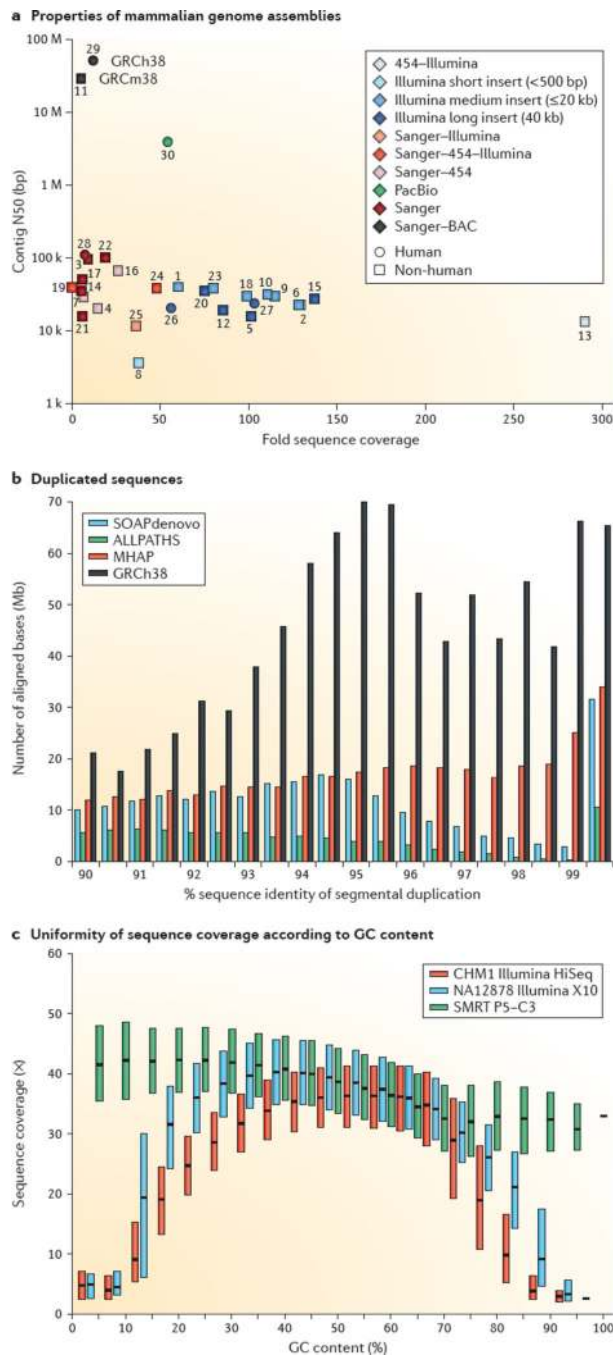 a Properties of mammalian genome assemblies
100 M
10 M
1 M
100 k
10 k
1 k
Contig N50 (bp)
29
GRCh38
GRCm38
11
30
28
22
3
17
16
19
14
7
4
21
24
25
8
1
23
26
20
12
18
10
9
5
27
6
2
15
13
454–Illumina
Illumina short insert (<500 bp)
Illumina medium insert (≤20 kb)
Illumina long insert (40 kb)
Sanger–Illumina
Sanger–454–Illumina
Sanger–454
PacBio
Sanger
Sanger–BAC
Human
Non-human
0 50 100 150 200 250 300
Fold sequence coverage
b Duplicated sequences
70
60
50
40
30
20
10
0
Number of aligned bases (Mb)
SOAPdenovo
ALLPATHS
MHAP
GRCh38
90 91 92 93 94 95 96 97 98 99
% sequence identity of segmental duplication
c Uniformity of sequence coverage according to GC content
60
50
40
30
20
10
0
Sequence coverage (×)
CHM1 Illumina HiSeq
NA12878 Illumina X10
SMRT P5–C3
0 10 20 30 40 50 60 70 80 90 100
GC content (%)
Nature Reviews | Genetics